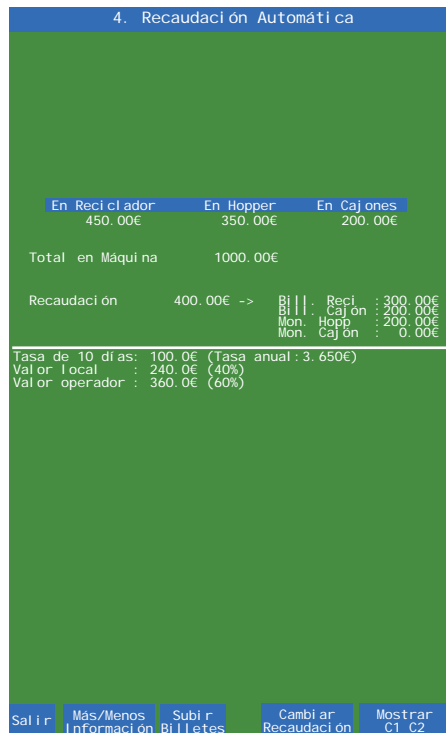 4. Recaudación Automática
En Reciclador En Hopper En Cajones
450.00€ 350.00€ 200.00€
Total en Máquina 1000.00€
Recaudación 400.00€ -> Bill. Reci :300.00€
Bill. Cajón :200.00€
Mon. Hopp :200.00€
Mon. Cajón : 0.00€
Tasa de 10 días: 100.0€ (Tasa anual:3.650€)
Valor local : 240.0€ (40%)
Valor operador : 360.0€ (60%)
Salir Más/Menos Subir Cambiar Mostrar
Información Billetes Recaudación C1 C2